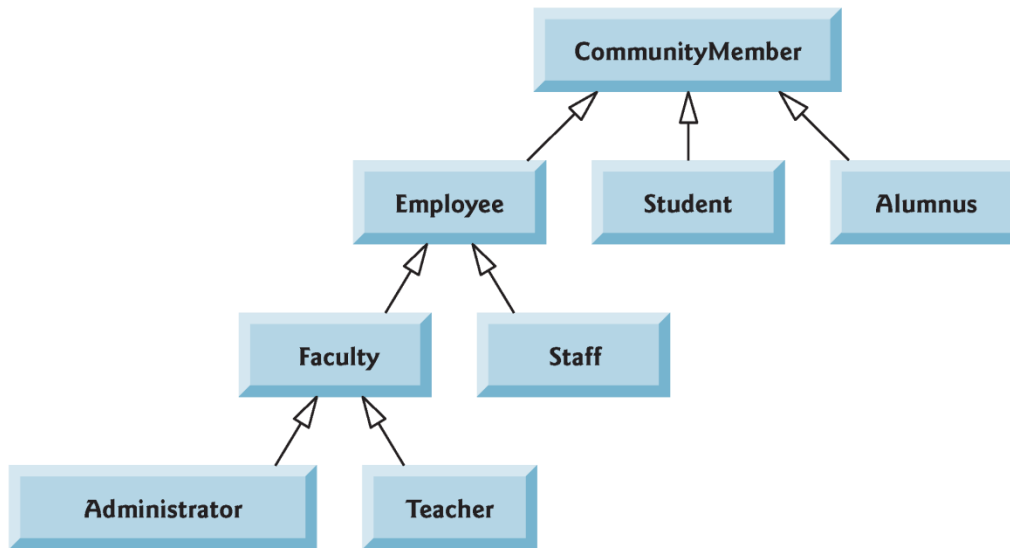 CommunityMember
Employee
Student
Alumnus
Faculty
Staff
Administrator
Teacher